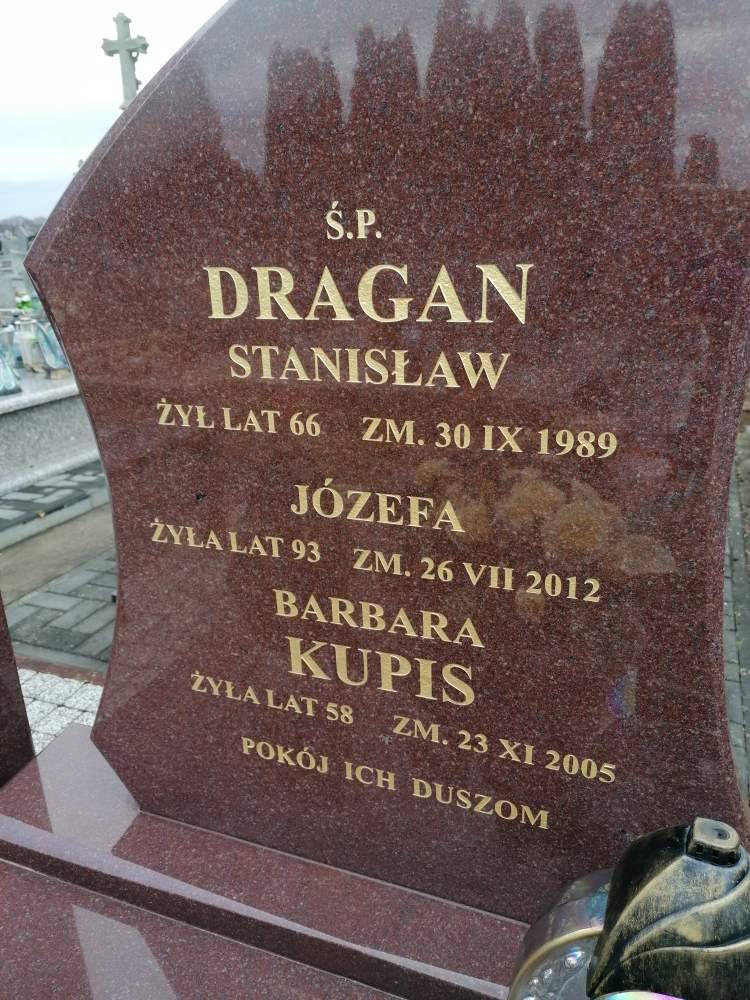 Ś.P.
DRAGAN
STANISŁAW
ŻYŁ LAT 66 ZM. 30 IX 1989
JÓZEFA
ŻYŁA LAT 93 ZM. 26 VII 2012
BARBARA
KUPIS
ŻYŁA LAT 58 ZM. 23 XI 2005
POKÓJ ICH DUSZOM